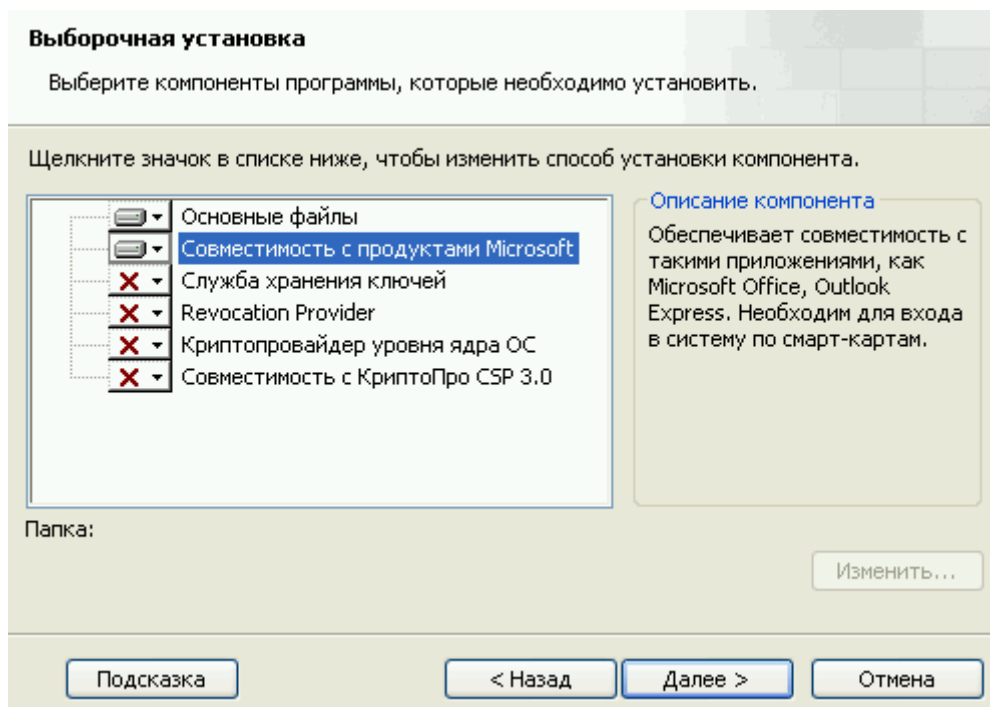 Выборочная установка
Выберите компоненты программы, которые необходимо установить.
Щелкните значок в списке ниже, чтобы изменить способ установки компонента.
Основные файлы
Совместимость с продуктами Microsoft
Служба хранения ключей
Revocation Provider
Криптопровайдер уровня ядра ОС
Совместимость с КриптоПро CSP 3.0
Описание компонента
Обеспечивает совместимость с
такими приложениями, как
Microsoft Office, Outlook
Express. Необходим для входа
в систему по смарт-картам.
Папка:
Изменить...
Подсказка
< Назад
Далее >
Отмена